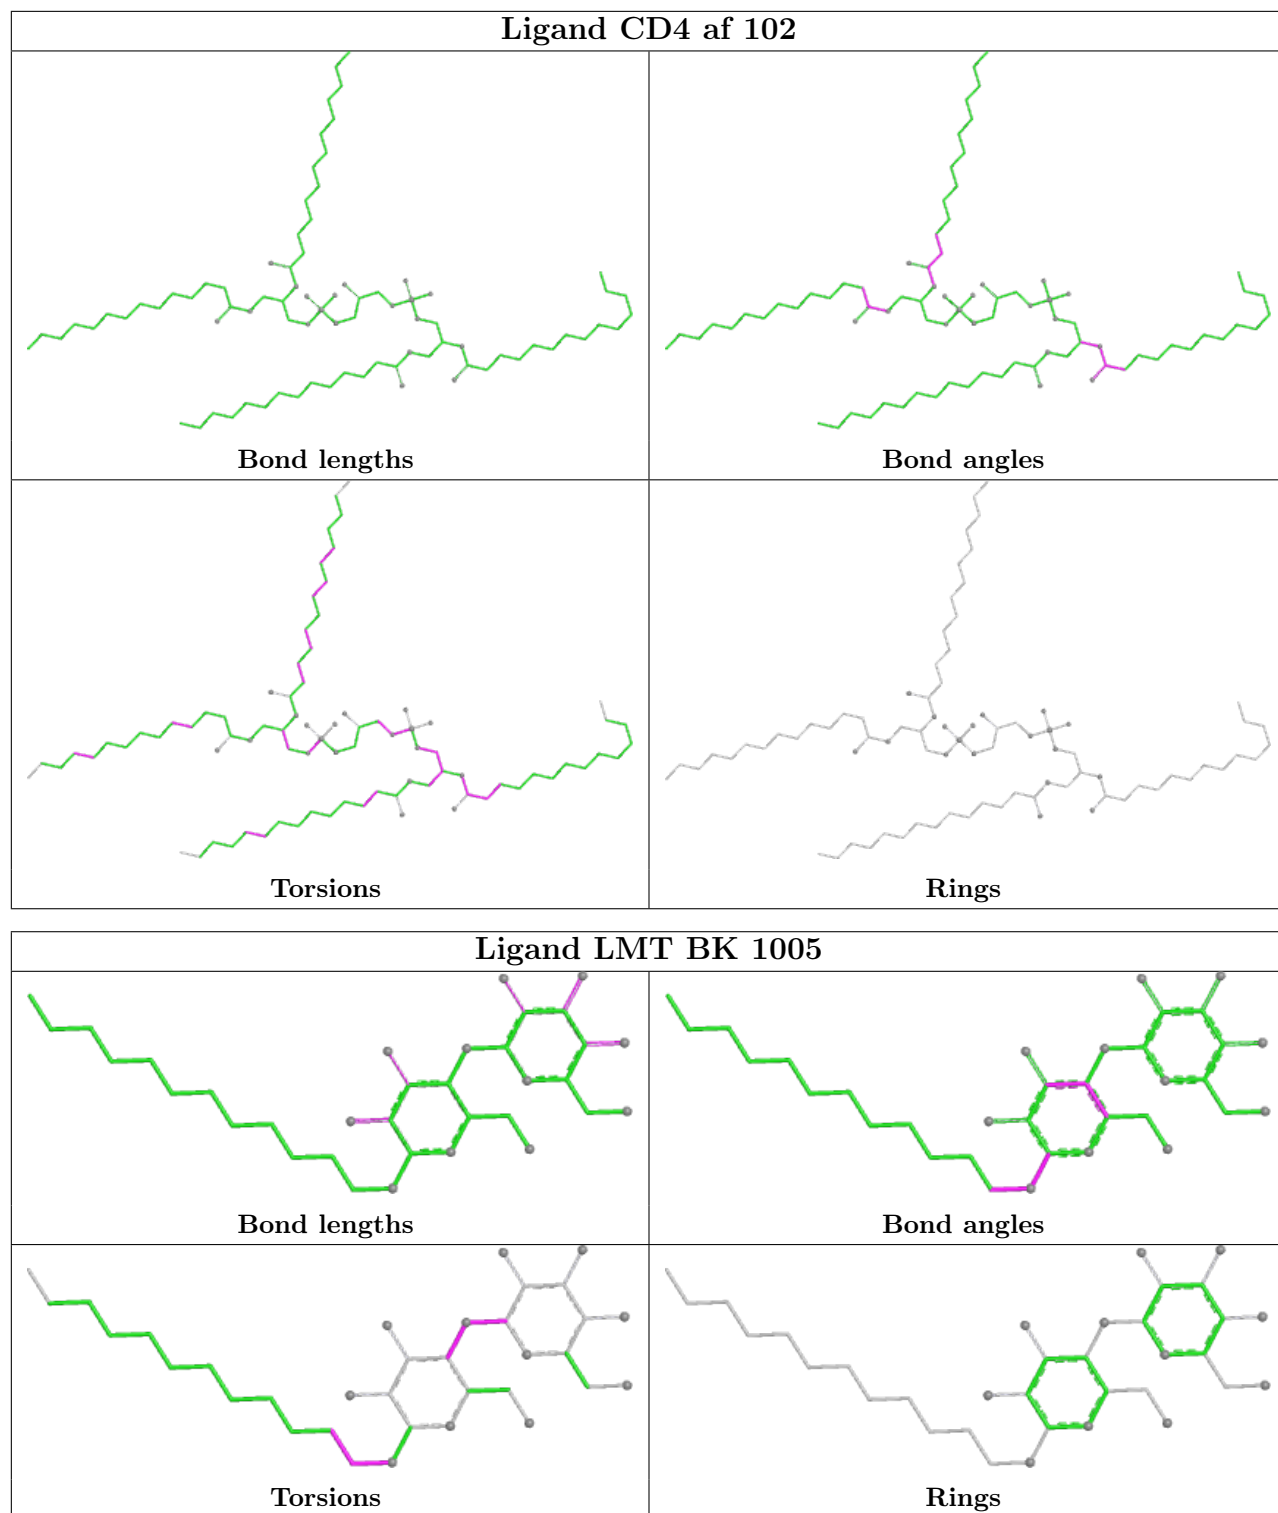 Ligand CD4 af 102
Bond lengths
Bond angles
Torsions
Rings
Ligand LMT BK 1005
Bond lengths
Bond angles
Torsions
Rings